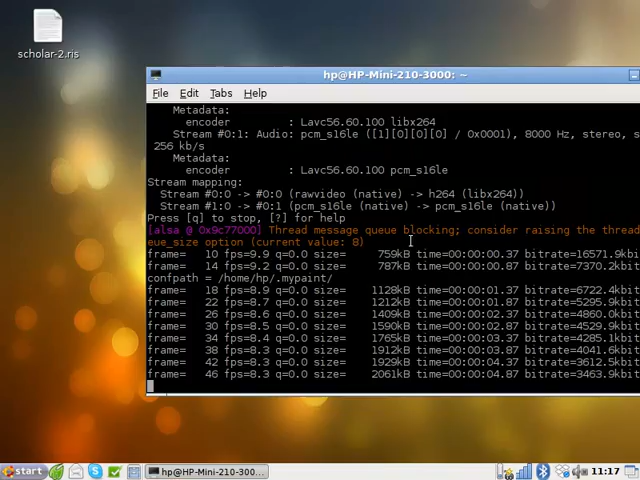 scholar-2.ris
hp@HP-Mini-210-3000: ~
File Edit Tabs Help
Metadata:
encoder : Lavc56.60.100 libx264
Stream #0:1: Audio: pcm_s16le ([1][0][0][0] / 0x0001), 8000 Hz, stereo, s
256 kb/s
Metadata:
encoder : Lavc56.60.100 pcm_s16le
Stream mapping:
Stream #0:0 -> #0:0 (rawvideo (native) -> h264 (libx264))
Stream #1:0 -> #0:1 (pcm_s16le (native) -> pcm_s16le (native))
Press [q] to stop, [?] for help
[alsa @ 0x9c77000] Thread message queue blocking; consider raising the thread
eue_size option (current value: 8)
frame= 10 fps=9.9 q=0.0 size= 759kB time=00:00:00.37 bitrate=16571.9kb
frame= 14 fps=9.2 q=0.0 size= 787kB time=00:00:00.87 bitrate=7370.2kbi
confpath = /home/hp/.mypaint/
frame= 18 fps=8.9 q=0.0 size= 1128kB time=00:00:01.37 bitrate=6722.4kbi
frame= 22 fps=8.7 q=0.0 size= 1212kB time=00:00:01.87 bitrate=5295.9kbi
frame= 26 fps=8.6 q=0.0 size= 1409kB time=00:00:02.37 bitrate=4860.0kbi
frame= 30 fps=8.5 q=0.0 size= 1590kB time=00:00:02.87 bitrate=4529.9kbi
frame= 34 fps=8.4 q=0.0 size= 1765kB time=00:00:03.37 bitrate=4285.1kbi
frame= 38 fps=8.3 q=0.0 size= 1912kB time=00:00:03.87 bitrate=4041.6kbi
frame= 42 fps=8.3 q=0.0 size= 1929kB time=00:00:04.37 bitrate=3612.5kbi
frame= 46 fps=8.3 q=0.0 size= 2061kB time=00:00:04.87 bitrate=3463.9kbi
start hp@HP-Mini-210-300... 11:17